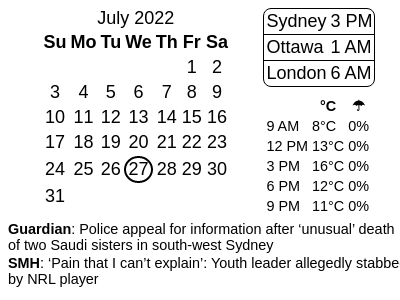 July 2022
Su Mo Tu We Th Fr Sa
1 2
3 4 5 6 7 8 9
10 11 12 13 14 15 16
17 18 19 20 21 22 23
24 25 26 27 28 29 30
31
Sydney 3 PM
Ottawa 1 AM
London 6 AM
°C ☂
9 AM 8°C 0%
12 PM 13°C 0%
3 PM 16°C 0%
6 PM 12°C 0%
9 PM 11°C 0%
Guardian: Police appeal for information after ‘unusual’ death
of two Saudi sisters in south-west Sydney
SMH: ‘Pain that I can’t explain’: Youth leader allegedly stabbe
by NRL player